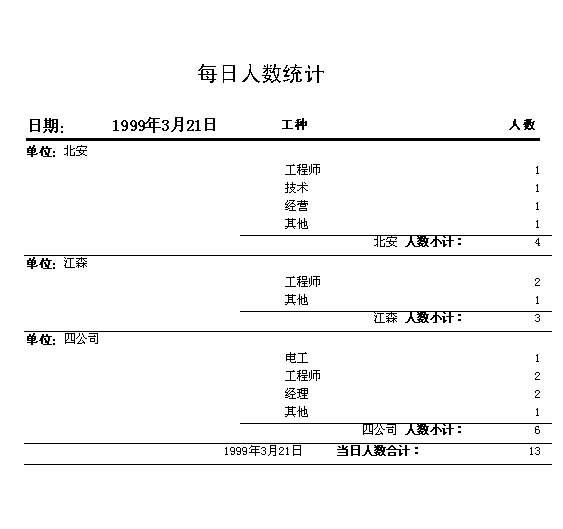 每日人数统计
日期: 1999年3月21日 工种 人数
单位: 北安
工程师 1
技术 1
经营 1
其他 1
北安 人数小计: 4
单位: 江森
工程师 2
其他 1
江森 人数小计: 3
单位: 四公司
电工 1
工程师 2
经理 2
其他 1
四公司 人数小计: 6
1999年3月21日 当日人数合计: 13